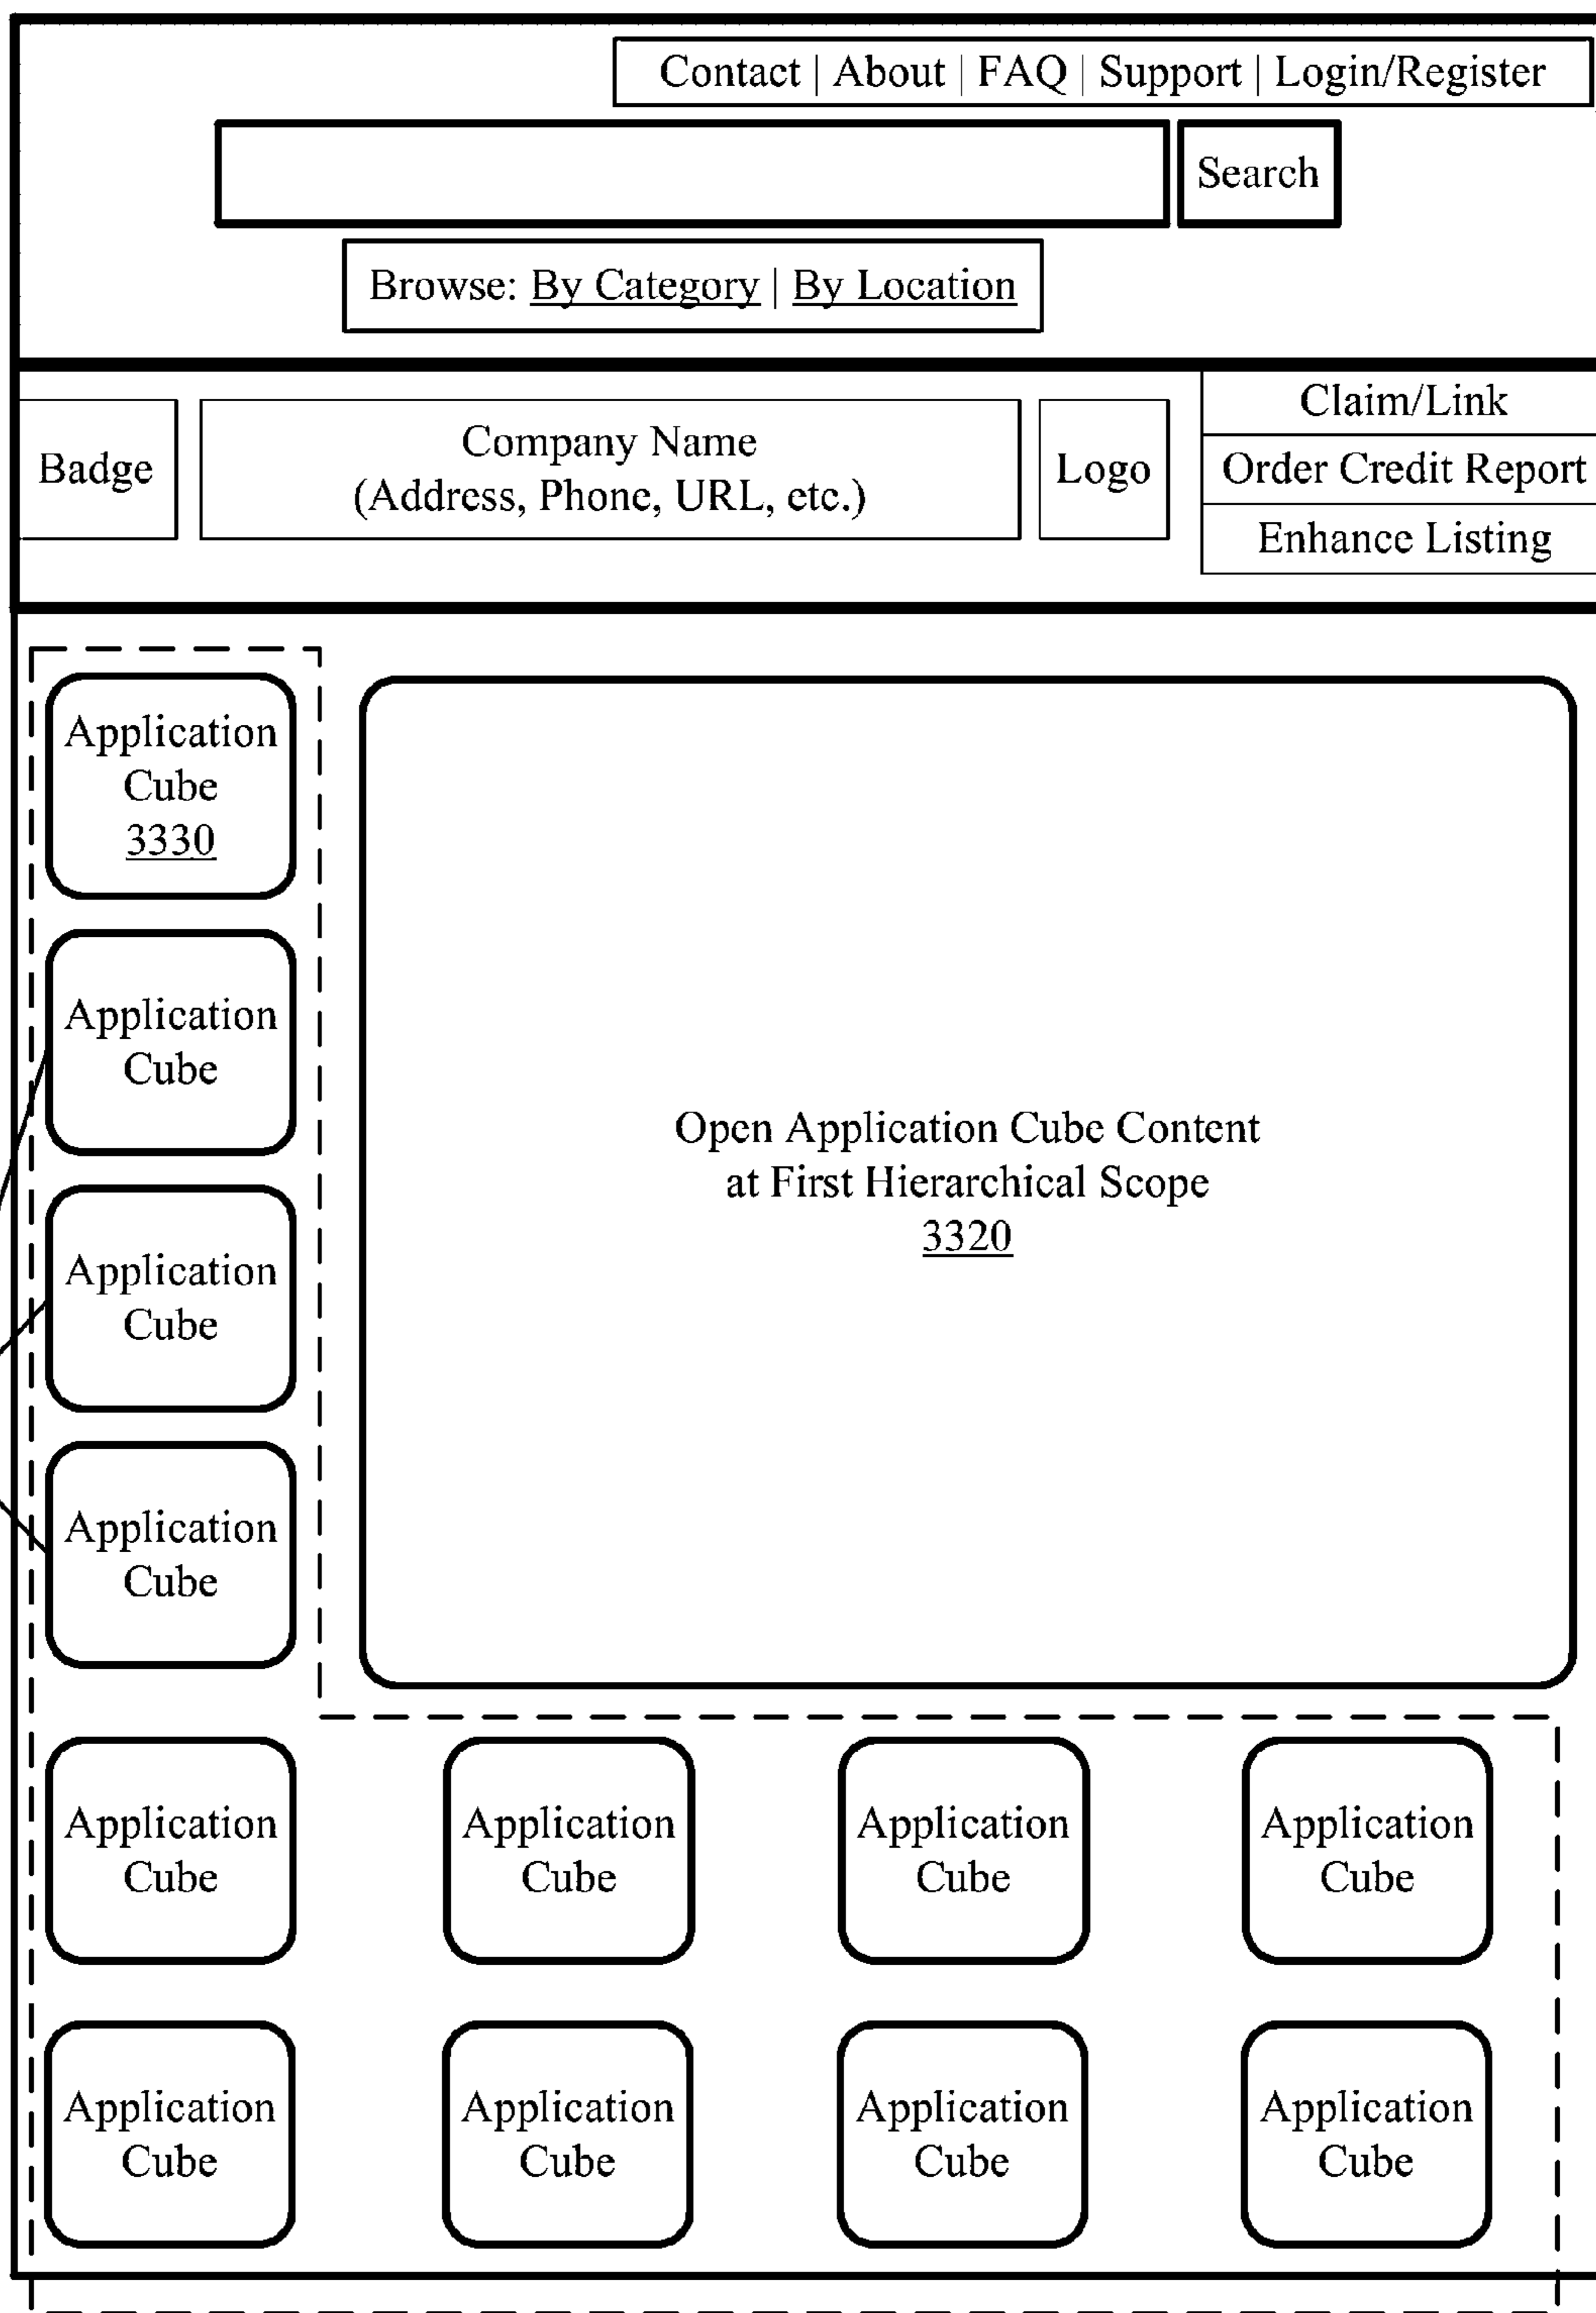 Contact | About | FAQ | Support | Login/Register
Search
Browse: By Category | By Location
Badge
Company Name
(Address, Phone, URL, etc.)
Logo
Claim/Link
Order Credit Report
Enhance Listing
Application
Cube
3330
Application
Cube
Application
Cube
Application
Cube
Open Application Cube Content
at First Hierarchical Scope
3320
Application
Cube
Application
Cube
Application
Cube
Application
Cube
Application
Cube
Application
Cube
Application
Cube
Application
Cube